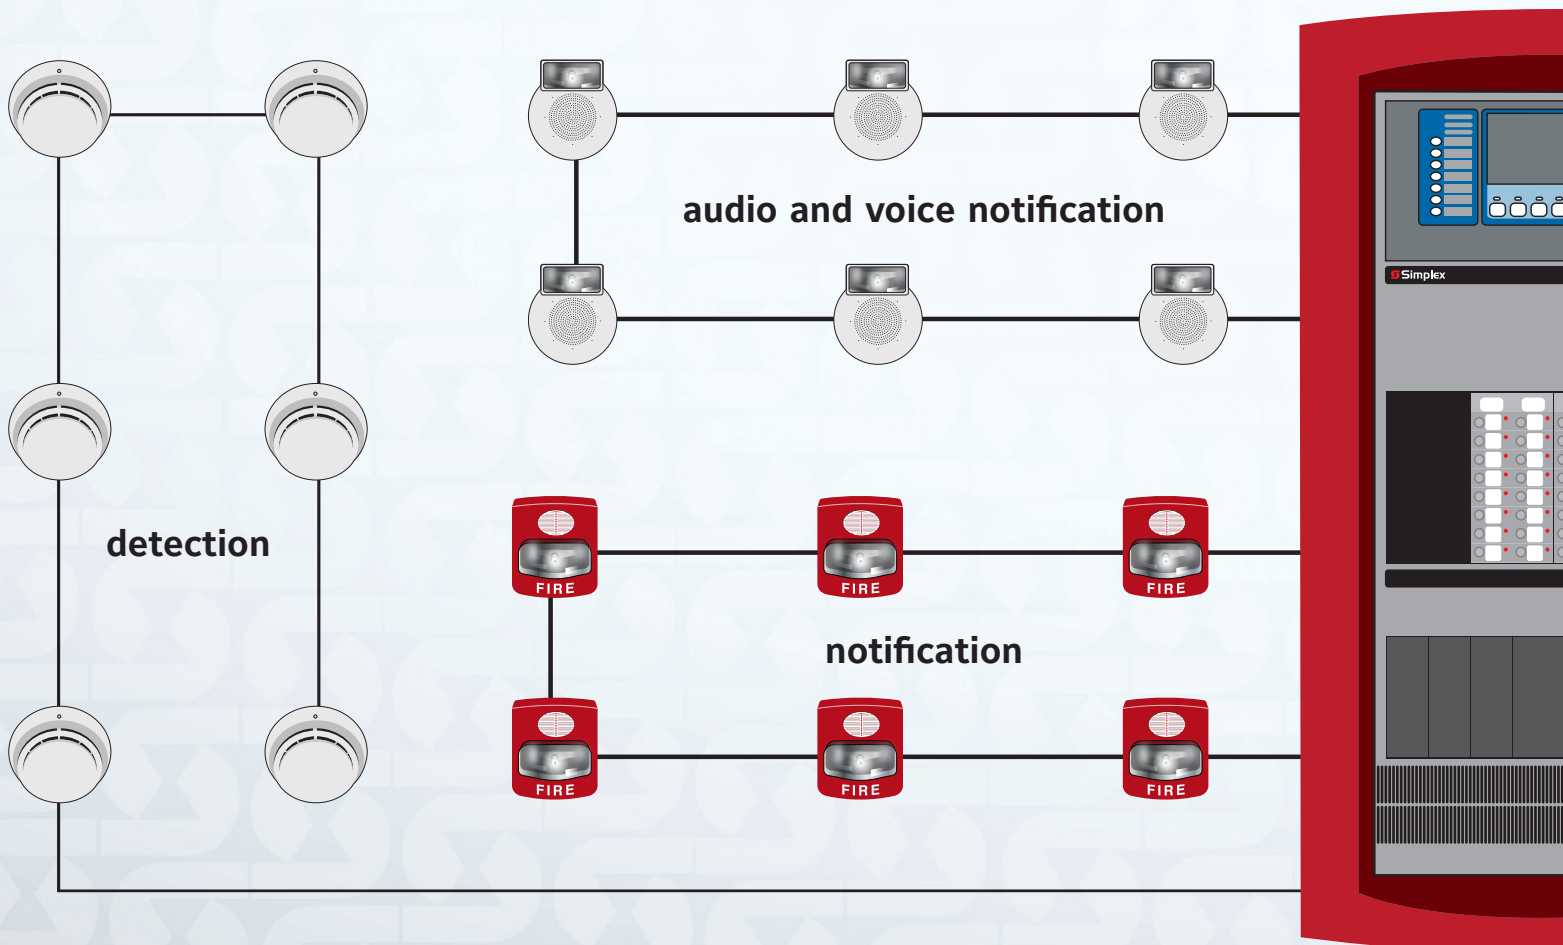 audio and voice notification
Simplex
detection
FIRE
FIRE
FIRE
notification
FIRE
FIRE
FIRE